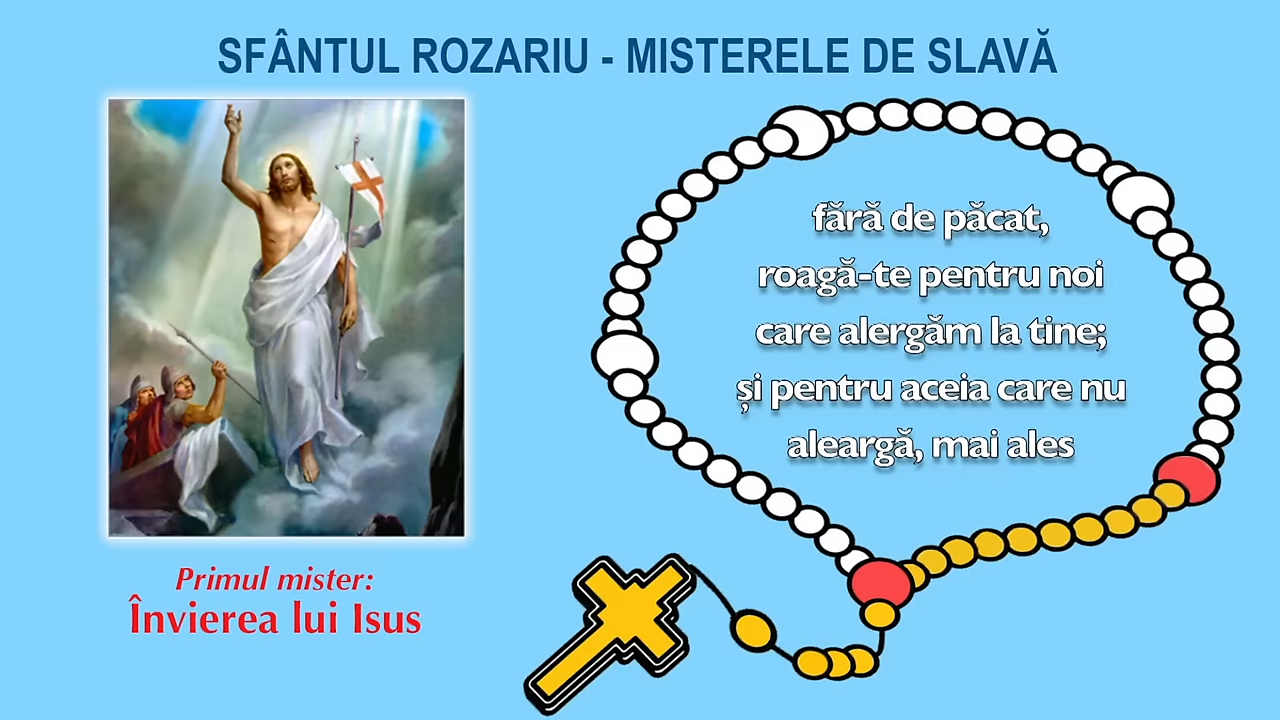 SFÂNTUL ROZARIU - MISTERELE DE SLAVĂ
fără de păcat,
roagă-te pentru noi
care alergăm la tine;
și pentru aceia care nu
aleargă, mai ales
Primul mister:
Învierea lui Isus